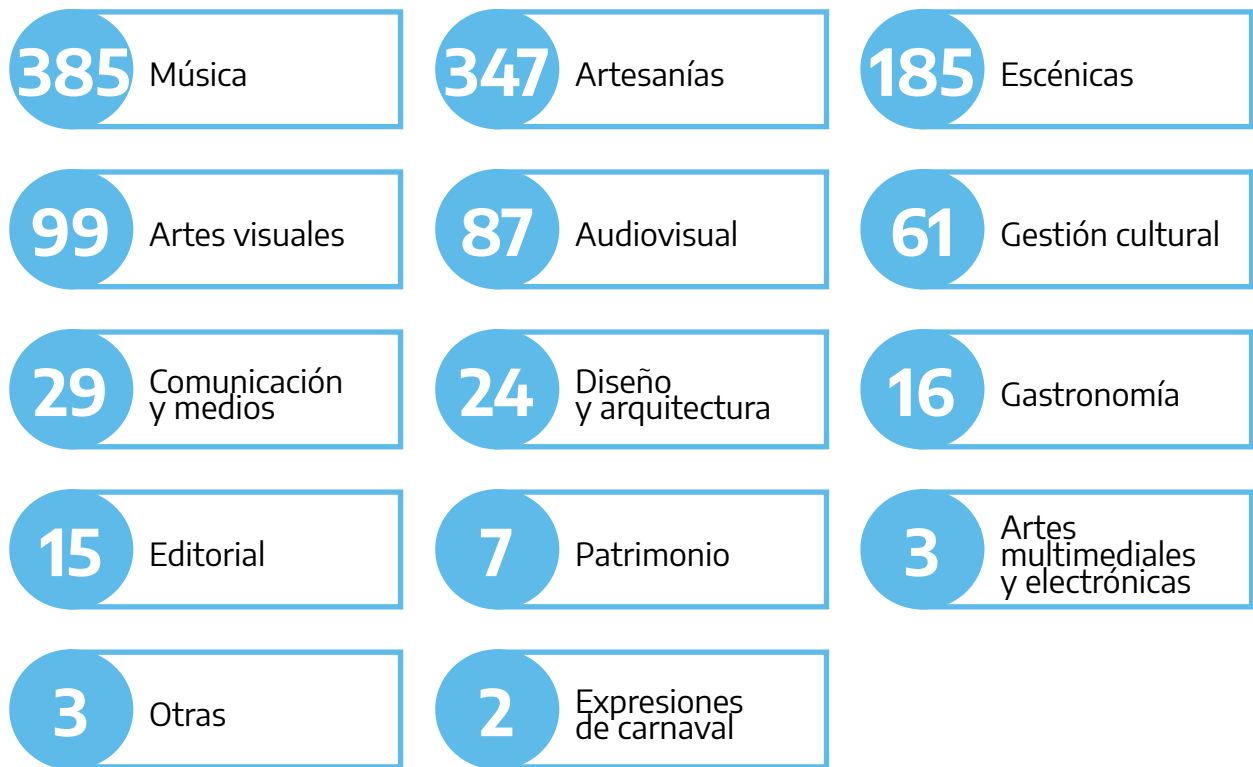 385 Música
347 Artesanías
185 Escénicas
99 Artes visuales
87 Audiovisual
61 Gestión cultural
29 Comunicación
y medios
24 Diseño
y arquitectura
16 Gastronomía
15 Editorial
7 Patrimonio
3 Artes
multimediales
y electrónicas
3 Otras
2 Expresiones
de carnaval